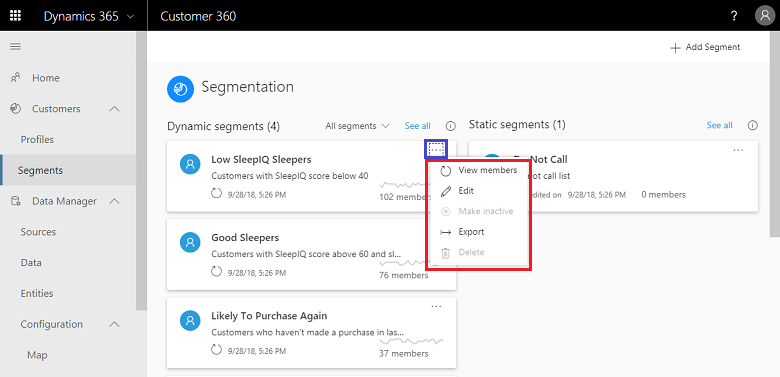 Dynamics 365
Customer 360
?
+ Add Segment
Home
Customers
Profiles
Segments
Data Manager
Sources
Data
Entities
Configuration
Map
Segmentation
Dynamic segments (4)
All segments
See all
Low SleepIQ Sleepers
Customers with SleepIQ score below 40
9/28/18, 5:26 PM
102 members
Good Sleepers
Customers with SleepIQ score above 60 and sl...
9/28/18, 5:26 PM
76 members
Likely To Purchase Again
Customers who haven't made a purchase in las...
9/28/18, 5:26 PM
37 members
View members
Edit
Make inactive
Export
Delete
Static segments (1)
See all
Not Call
not call list
edited on 9/28/18, 5:26 PM
0 members